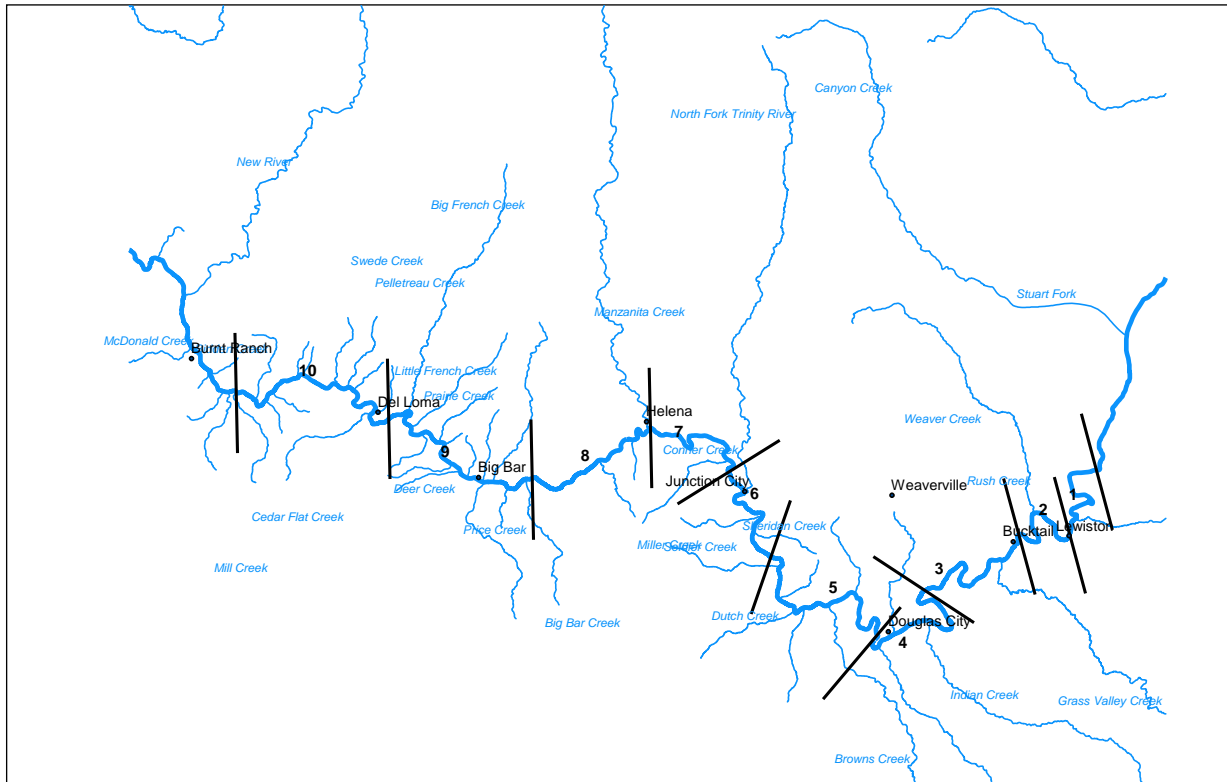 Canyon Creek
North Fork Trinity River
New River
Big French Creek
Swede Creek
Pelletreau Creek
Stuart Fork
Manzanita Creek
McDonald Creek
Burnt Ranch
10
Little French Creek
Prairie Creek
Del Loma
Helena
7
Weaver Creek
Conner Creek
9
8
Big Bar
Junction City
6
Weaverville
Rush Creek
1
Deer Creek
2
Cedar Flat Creek
Price Creek
Sheridan Creek
Bucktail
Lewiston
Miller Creek
Mill Creek
3
5
Big Bar Creek
Dutch Creek
Douglas City
4
Indian Creek
Grass Valley Creek
Browns Creek